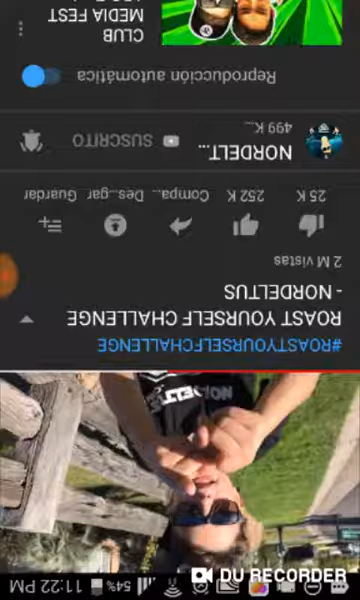 DU RECORDER
54% 11:22 PM
#ROASTYOURSELFCHALLENGE
ROAST YOURSELF CHALLENGE
- NORDELTUS
2 M vistas
25 K 252 K Compa... Des...gar Guardar
NORDELT... SUSCRITO
499 K...
Reproducción automática
CLUB
MEDIA FEST